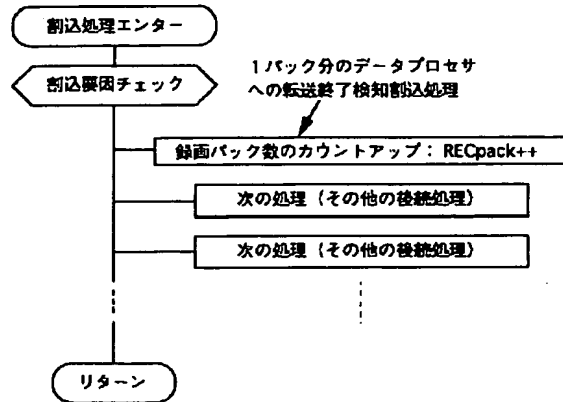 割込処理エンター
割込要因チェック
1パック分のデータプロセサ
への転送終了検知割込処理
録画パック数のカウントアップ： RECpack++
次の処理（その他の後続処理）
次の処理（その他の後続処理）
リターン